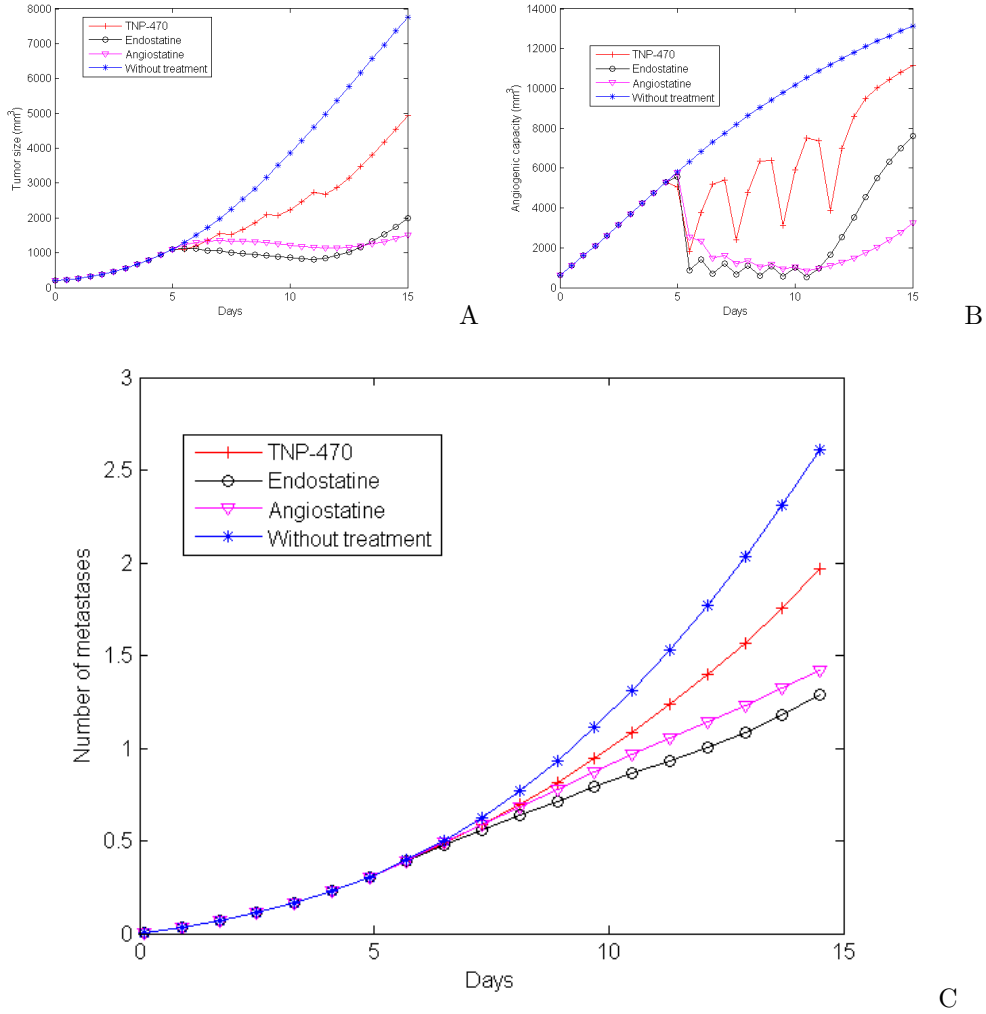 8000
7000
6000
5000
4000
3000
2000
1000
0
Tumor size (mm³)
TNP-470
Endostatine
Angiostatine
Without treatment
0 5 10 15
Days
A
14000
12000
10000
8000
6000
4000
2000
0
Angiogenic capacity (mm³)
TNP-470
Endostatine
Angiostatine
Without treatment
0 5 10 15
Days
B
3
2.5
2
1.5
1
0.5
0
Number of metastases
TNP-470
Endostatine
Angiostatine
Without treatment
0 5 10 15
Days
C